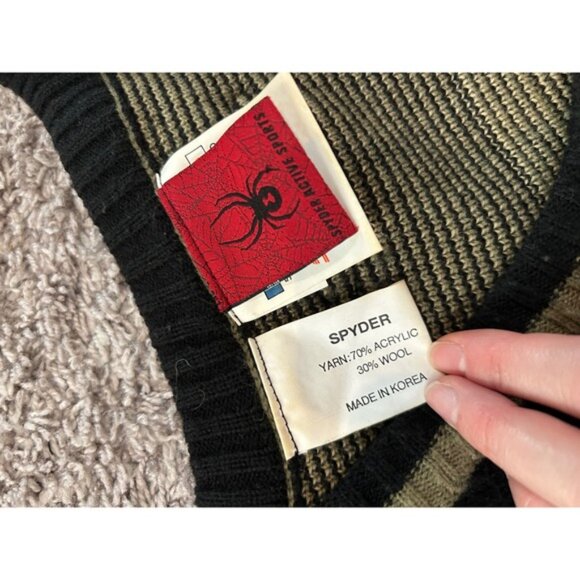 SPYDER ACTIVE SPORTS
SPYDER
YARN:70% ACRYLIC
30% WOOL
MADE IN KOREA